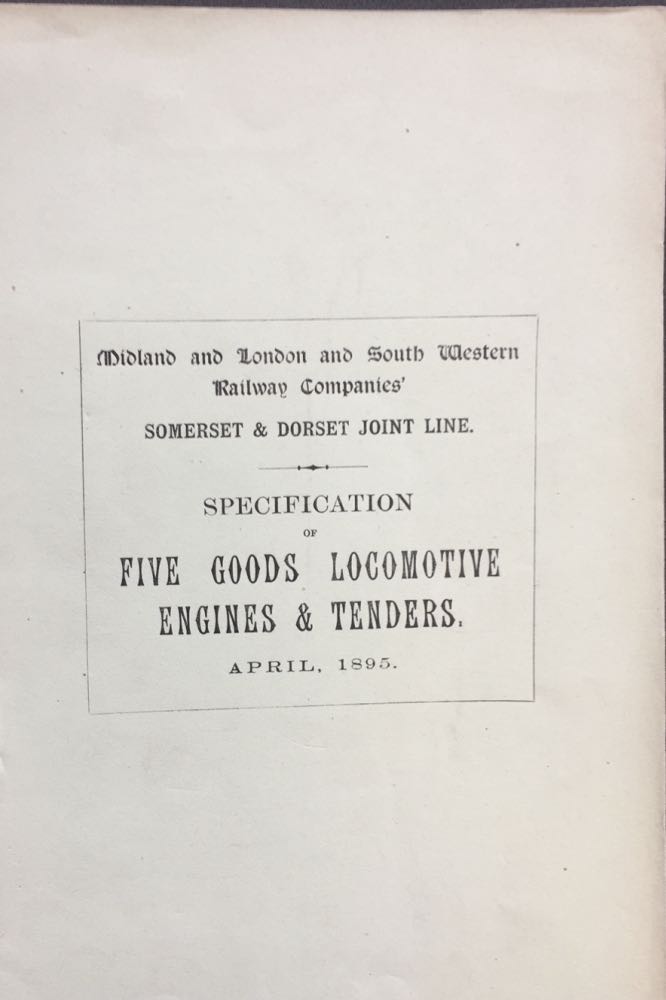 Midland and London and South Western
Railway Companies'
SOMERSET & DORSET JOINT LINE.
SPECIFICATION
OF
FIVE GOODS LOCOMOTIVE
ENGINES & TENDERS.
APRIL, 1895.